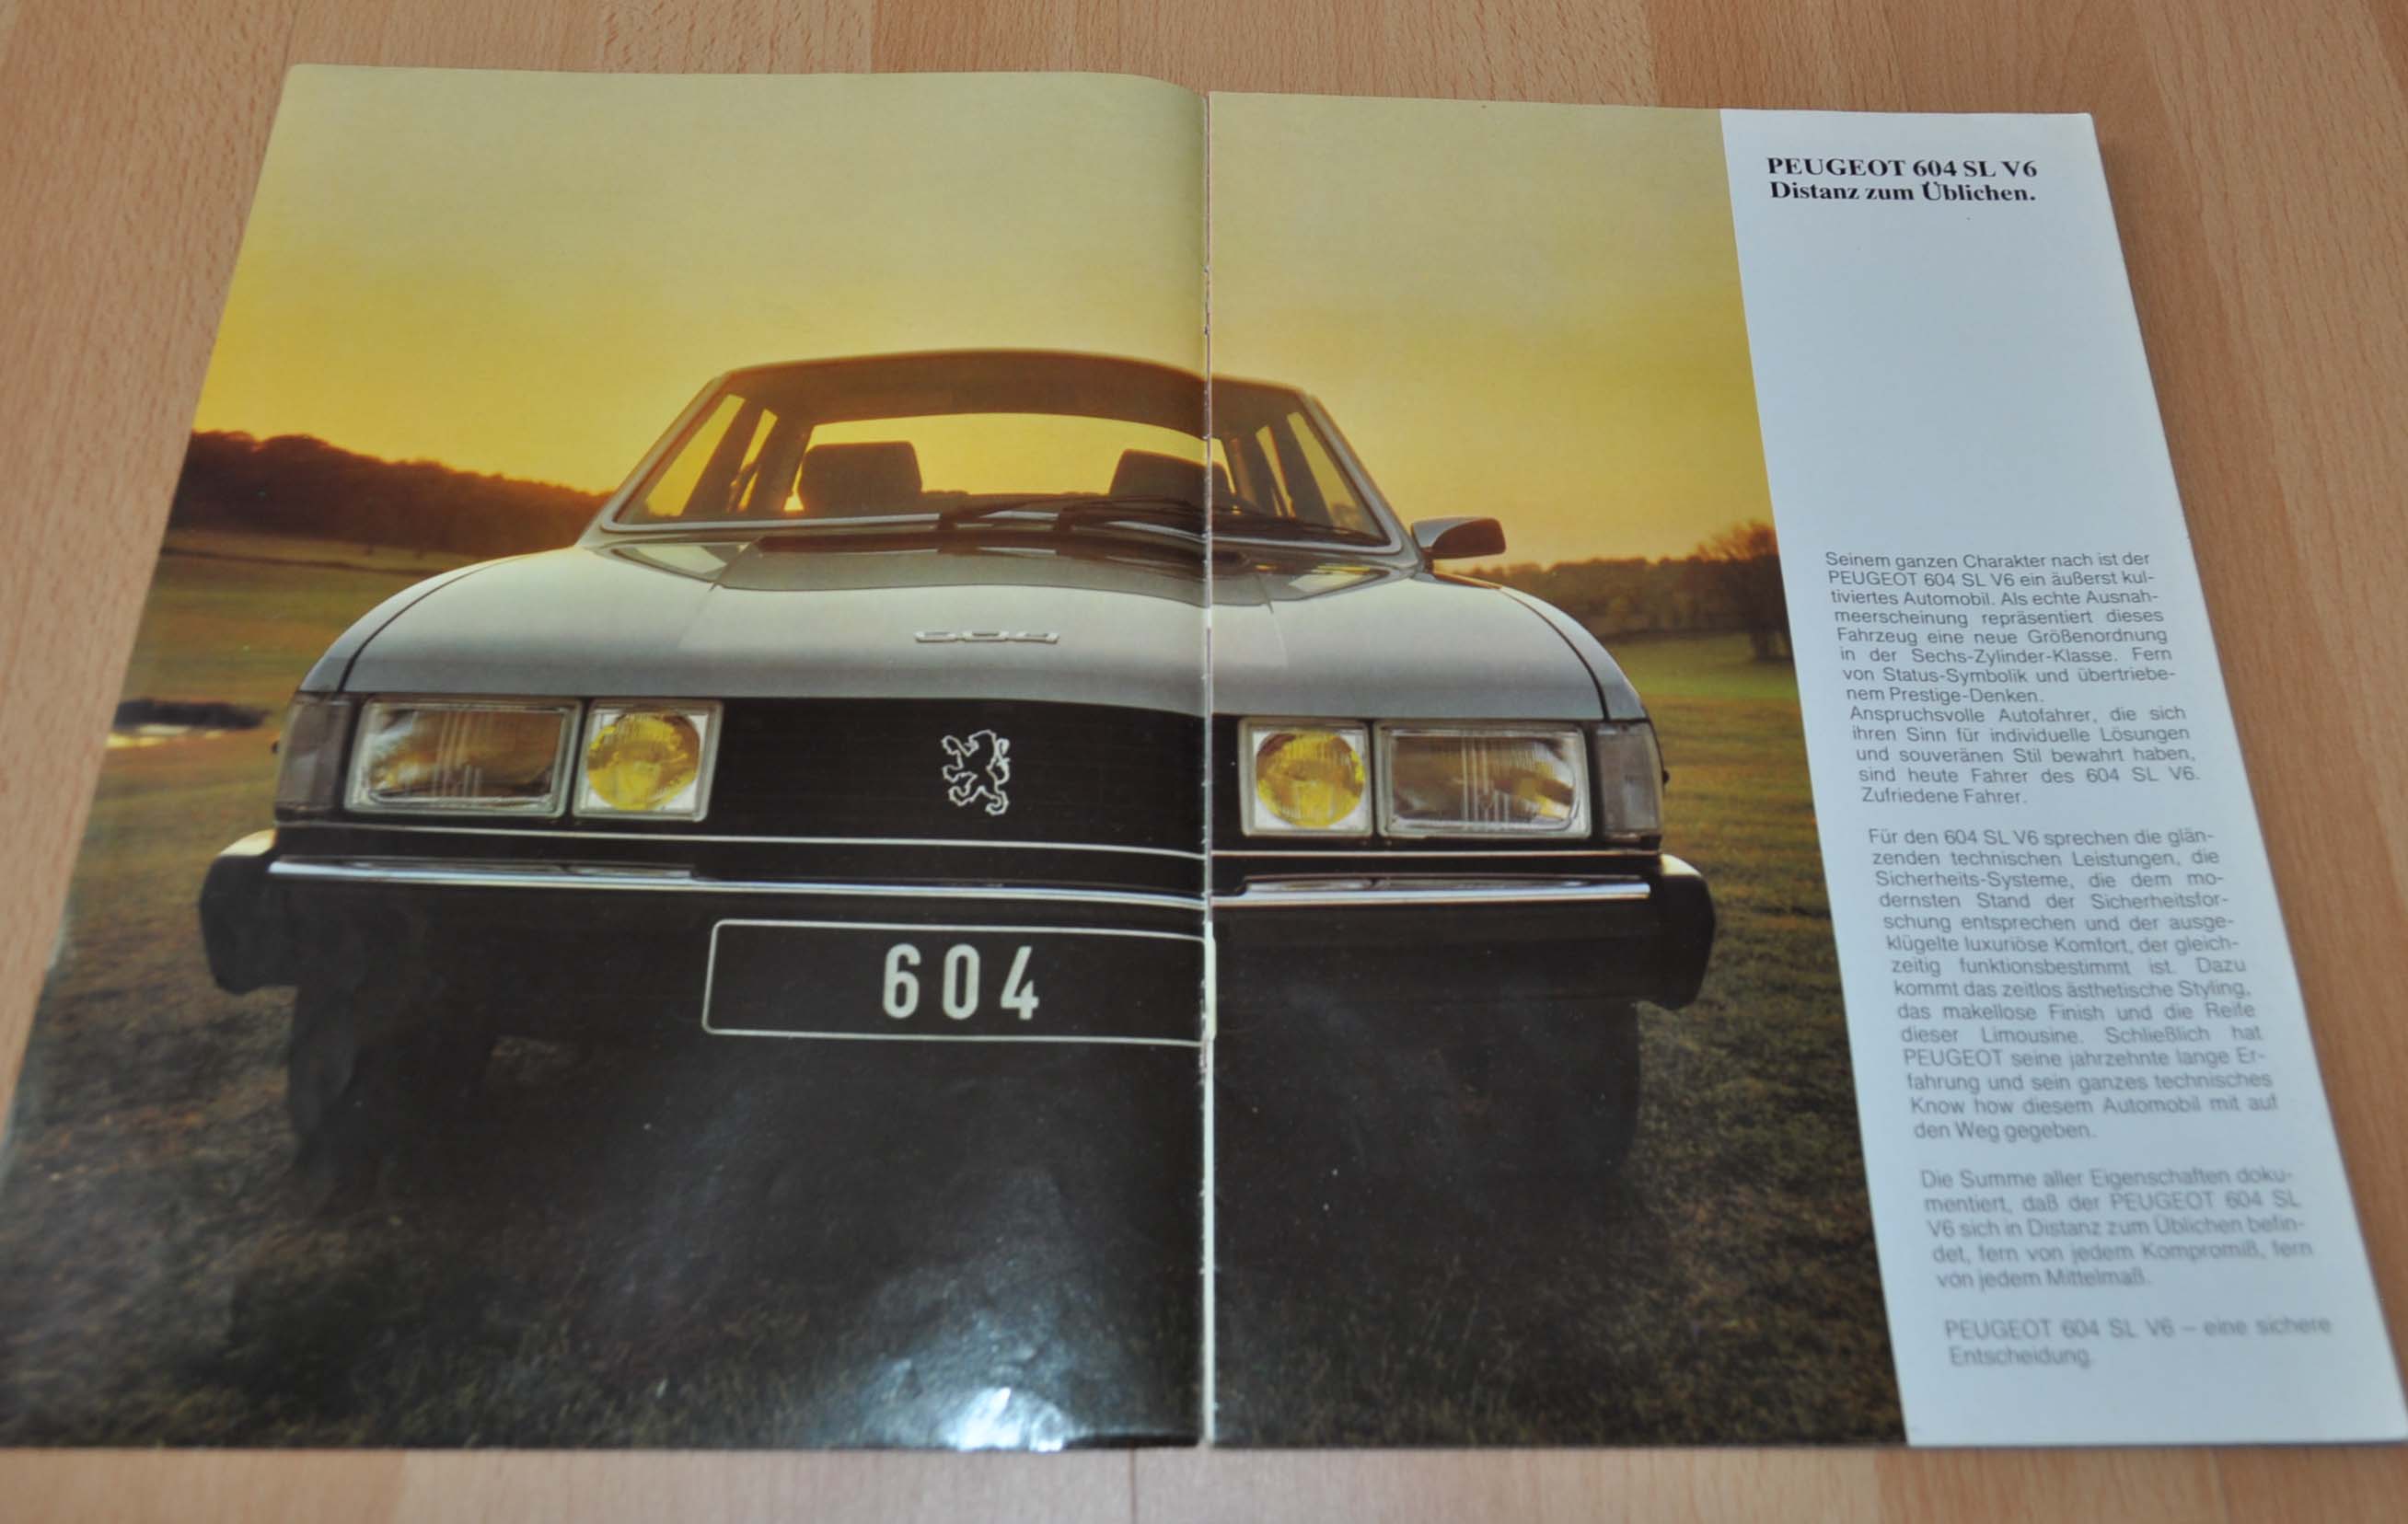 PEUGEOT 604 SL V6
Distanz zum Üblichen.
604
604
Seinem ganzen Charakter nach ist der
PEUGEOT 604 SL V6 ein äußerst kul-
tiviertes Automobil. Als echte Ausnah-
meerscheinung repräsentiert dieses
Fahrzeug eine neue Größenordnung
in der Sechs-Zylinder-Klasse. Fern
von Status-Symbolik und übertriebe-
nem Prestige-Denken.
Anspruchsvolle Autofahrer, die sich
ihren Sinn für individuelle Lösungen
und souveränen Stil bewahrt haben,
sind heute Fahrer des 604 SL V6.
Zufriedene Fahrer.
Für den 604 SL V6 sprechen die glän-
zenden technischen Leistungen, die
Sicherheits-Systeme, die dem mo-
dernsten Stand der Sicherheitsfor-
schung entsprechen und der ausge-
klügelte luxuriöse Komfort, der gleich-
zeitig funktionsbestimmt ist. Dazu
kommt das zeitlos ästhetische Styling,
das makellose Finish und die Reife
dieser Limousine. Schließlich hat
PEUGEOT seine jahrzehnte lange Er-
fahrung und sein ganzes technisches
Know how diesem Automobil mit auf
den Weg gegeben.
Die Summe aller Eigenschaften doku-
mentiert, daß der PEUGEOT 604 SL
V6 sich in Distanz zum Üblichen befin-
det, fern von jedem Kompromiß, fern
von jedem Mittelmaß.
PEUGEOT 604 SL V6 – eine sichere
Entscheidung.